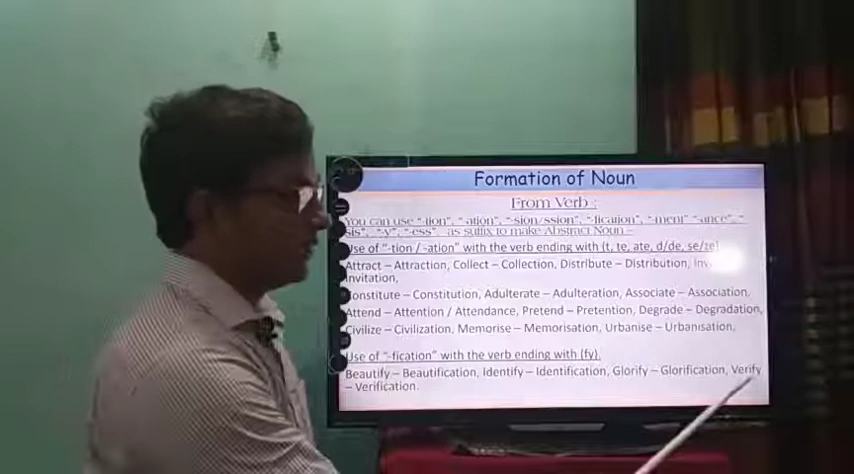 Formation of Noun
From Verb :
You can use "-tion", "-ation", "-sion/ssion", "-fication", "-ment" "-ance", "-
sis", "-y", "-ess", as suffix to make Abstract Noun –
Use of "-tion / -ation" with the verb ending with (t, te, ate, d/de, se/ze)
Attract – Attraction, Collect – Collection, Distribute – Distribution,
Invitation,
Constitute – Constitution, Adulterate – Adulteration, Associate – Association,
Attend – Attention / Attendance, Pretend – Pretention, Degrade – Degradation,
Civilize – Civilization, Memorise – Memorisation, Urbanise – Urbanisation,
Use of "-fication" with the verb ending with (fy).
Beautify – Beautification, Identify – Identification, Glorify – Glorification, Verify
– Verification.